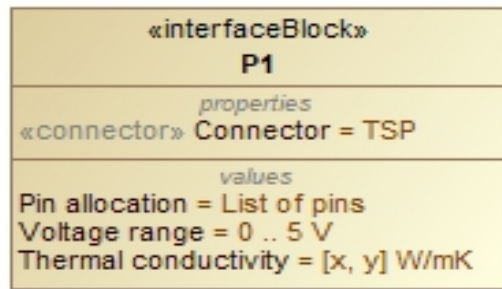 «interfaceBlock»
P1
properties
«connector» Connector = TSP
values
Pin allocation = List of pins
Voltage range = 0 .. 5 V
Thermal conductivity = [x, y] W/mK